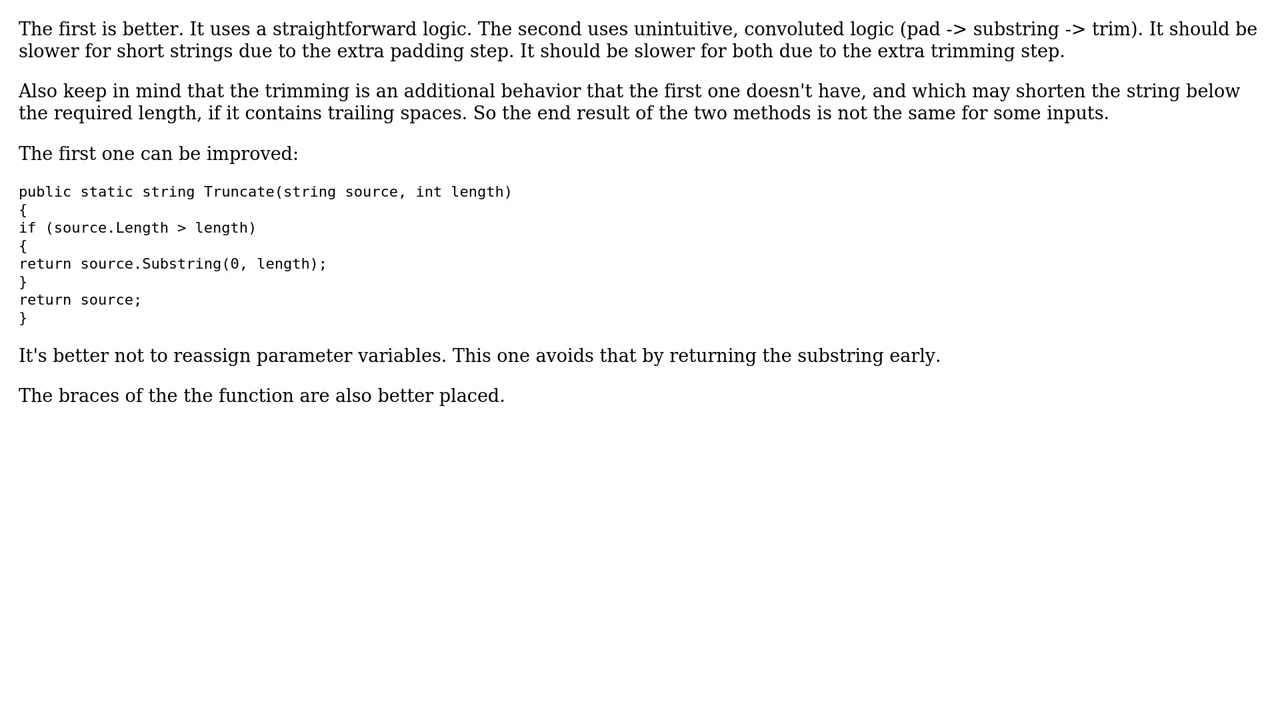 The first is better. It uses a straightforward logic. The second uses unintuitive, convoluted logic (pad -> substring -> trim). It should be
slower for short strings due to the extra padding step. It should be slower for both due to the extra trimming step.
Also keep in mind that the trimming is an additional behavior that the first one doesn't have, and which may shorten the string below
the required length, if it contains trailing spaces. So the end result of the two methods is not the same for some inputs.
The first one can be improved:
public static string Truncate(string source, int length)
{
if (source.Length > length)
{
return source.Substring(0, length);
}
return source;
}
It's better not to reassign parameter variables. This one avoids that by returning the substring early.
The braces of the the function are also better placed.